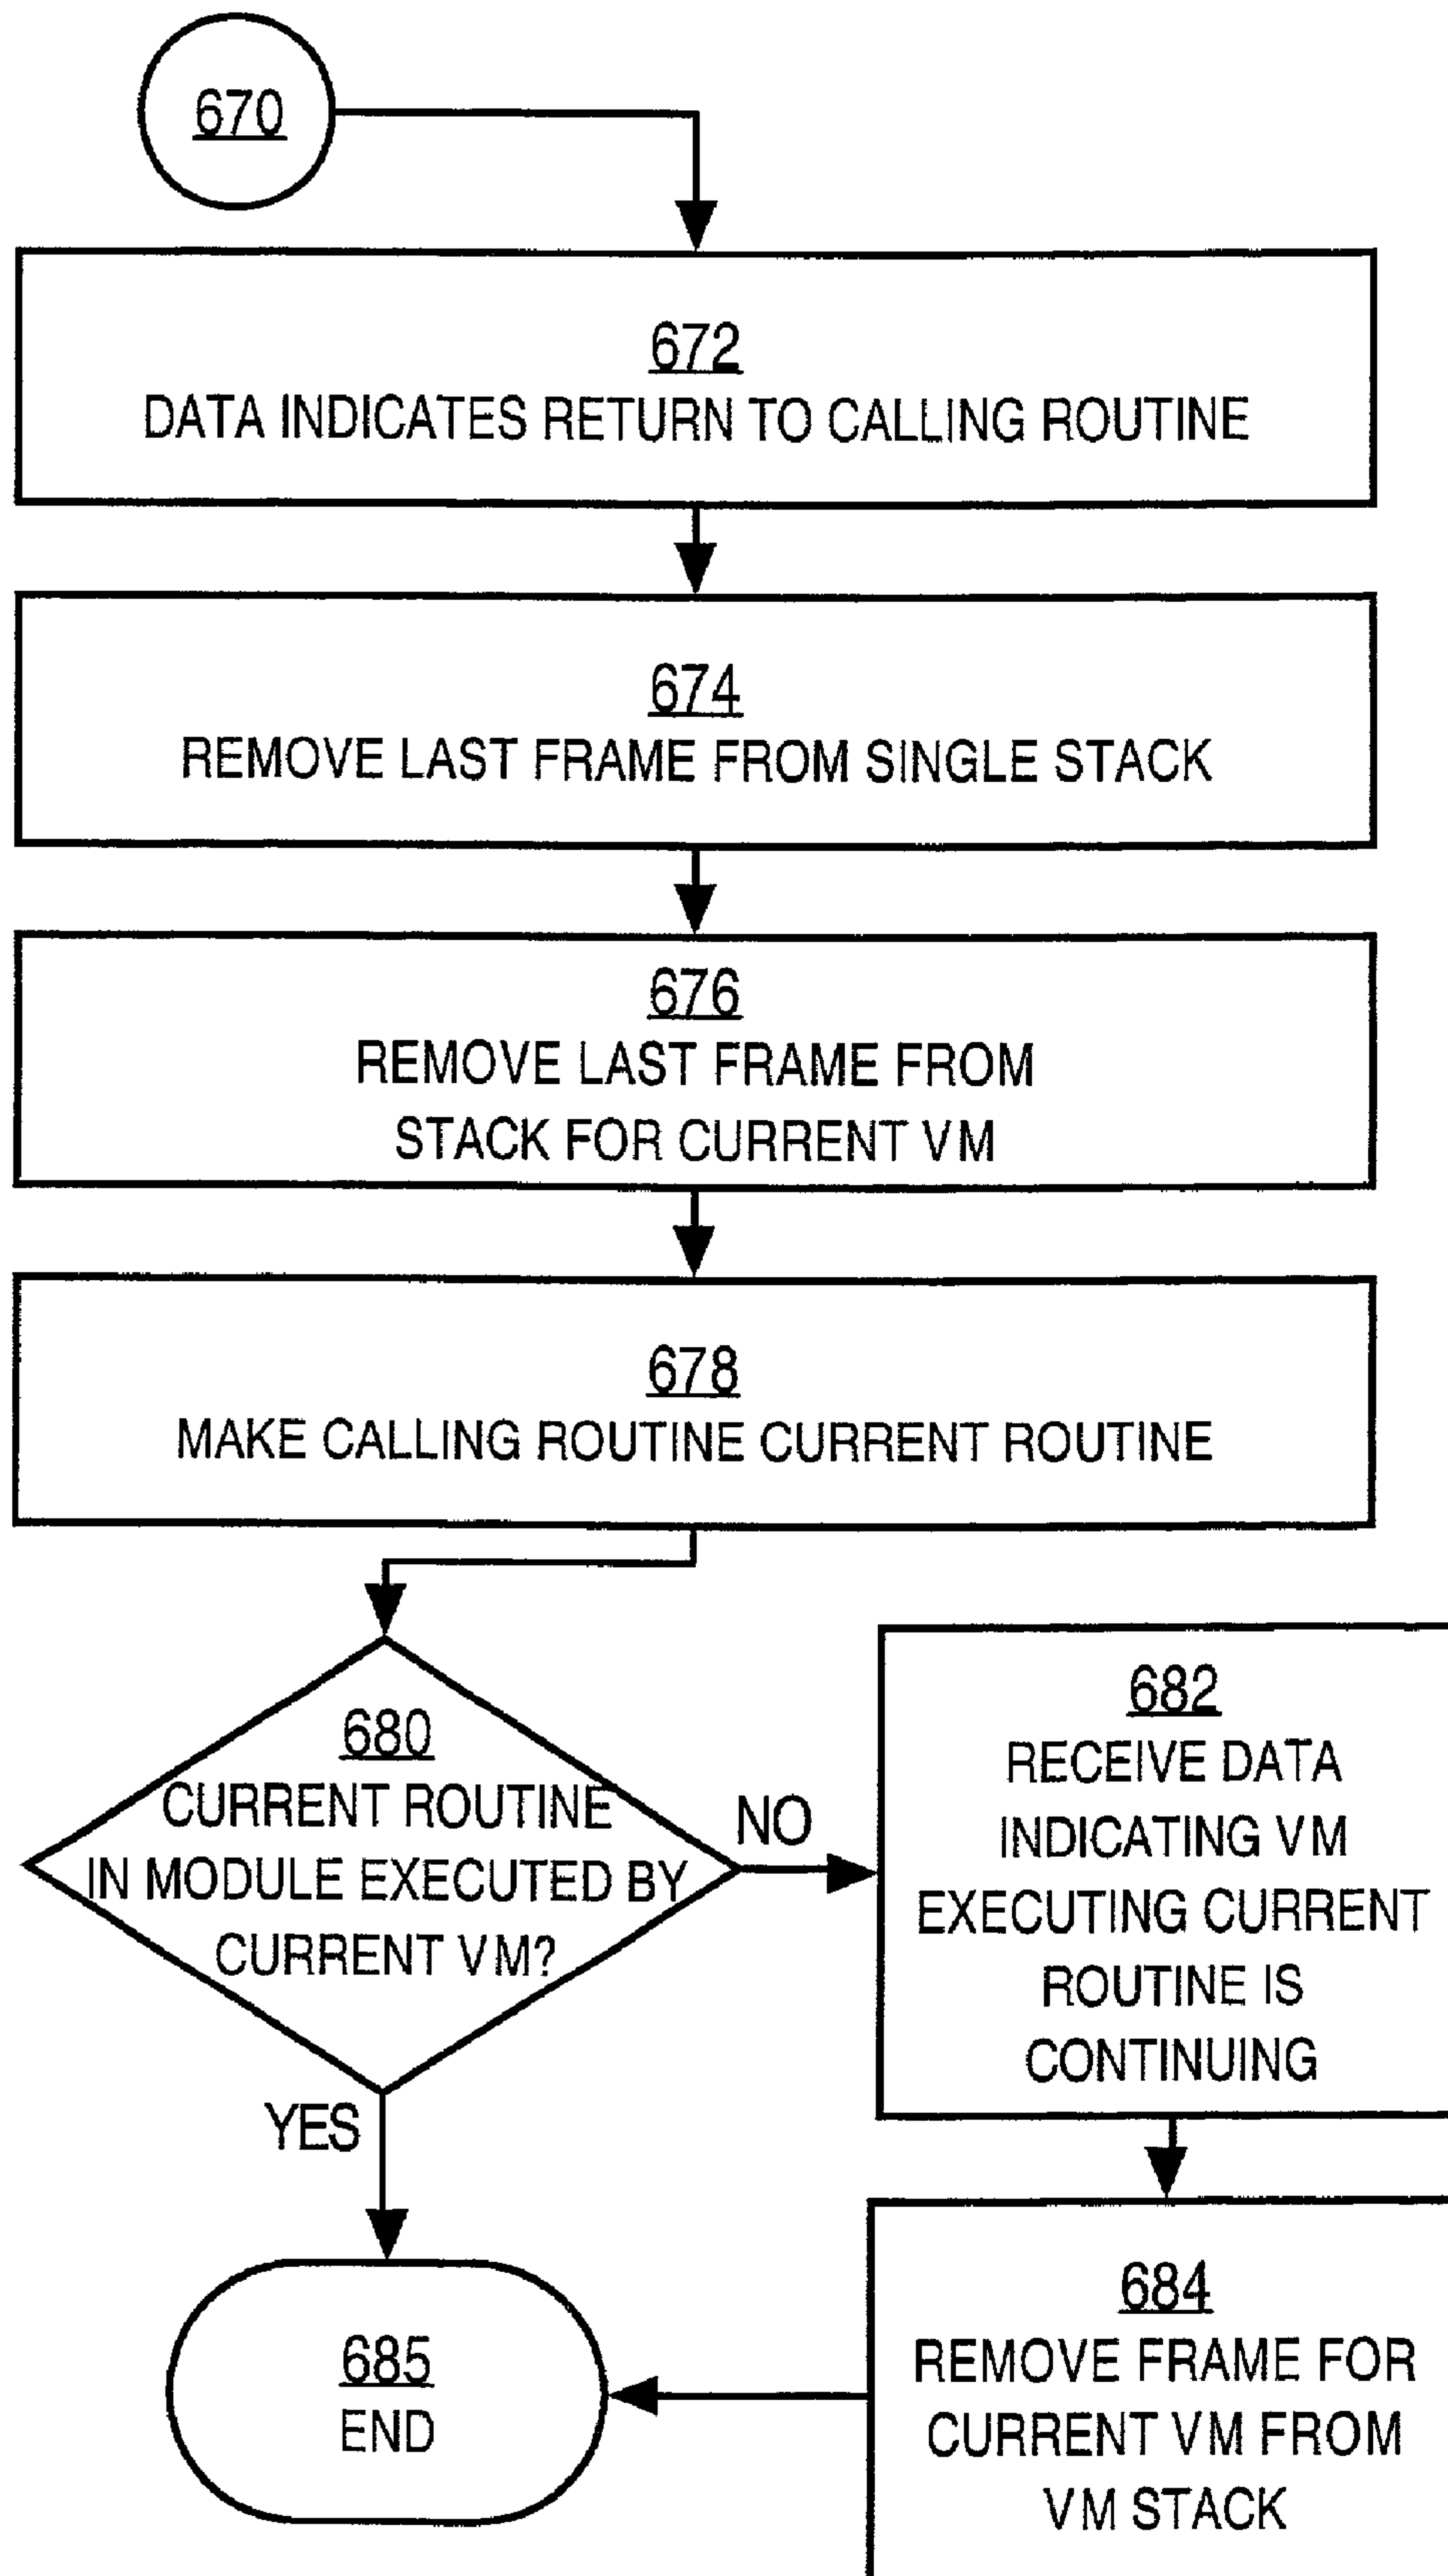 670
672
DATA INDICATES RETURN TO CALLING ROUTINE
674
REMOVE LAST FRAME FROM SINGLE STACK
676
REMOVE LAST FRAME FROM
STACK FOR CURRENT VM
678
MAKE CALLING ROUTINE CURRENT ROUTINE
680
CURRENT ROUTINE
IN MODULE EXECUTED BY
CURRENT VM?
NO
682
RECEIVE DATA
INDICATING VM
EXECUTING CURRENT
ROUTINE IS
CONTINUING
YES
684
REMOVE FRAME FOR
CURRENT VM FROM
VM STACK
685
END